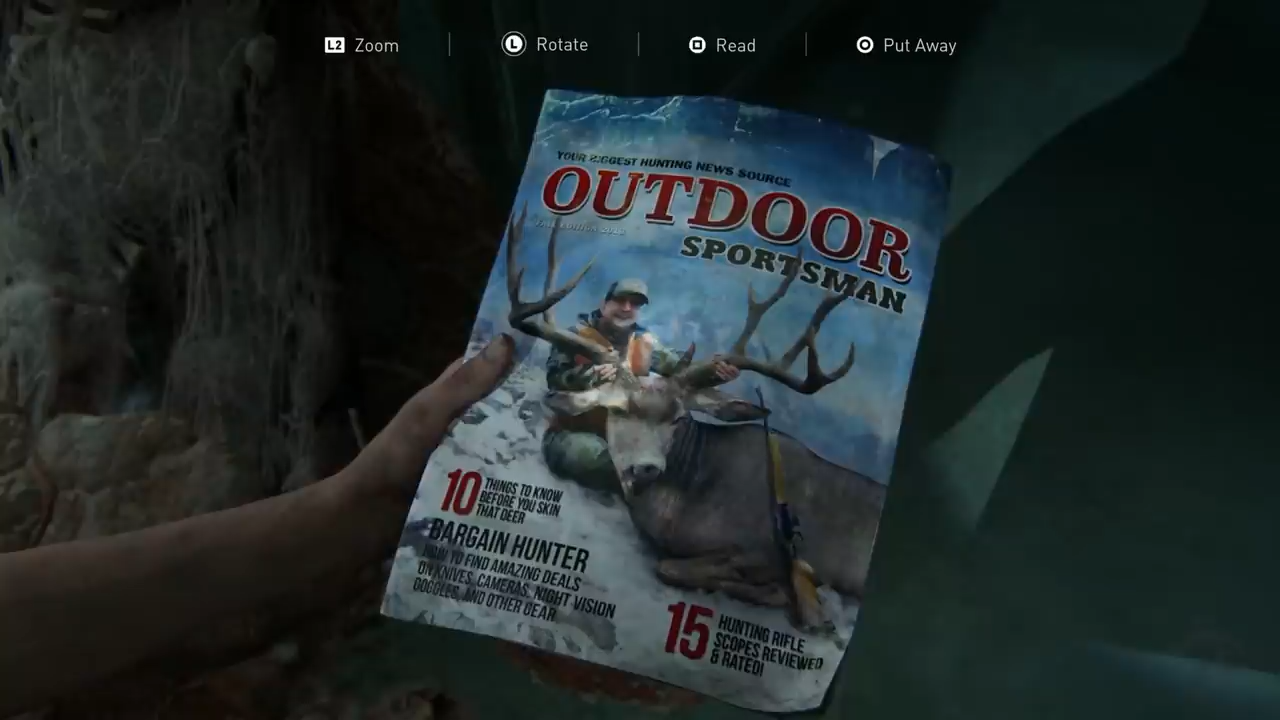 L2 Zoom
L Rotate
Read
Put Away
YOUR BIGGEST HUNTING NEWS SOURCE
OUTDOOR
EDITION
SPORTSMAN
10 THINGS TO KNOW
BEFORE YOU SKIN
THAT DEER
BARGAIN HUNTER
HOW TO FIND AMAZING DEALS
ON KNIVES, CAMERAS, NIGHT VISION
GOGGLES, AND OTHER GEAR
15 HUNTING RIFLE
SCOPES REVIEWED
& RATED!